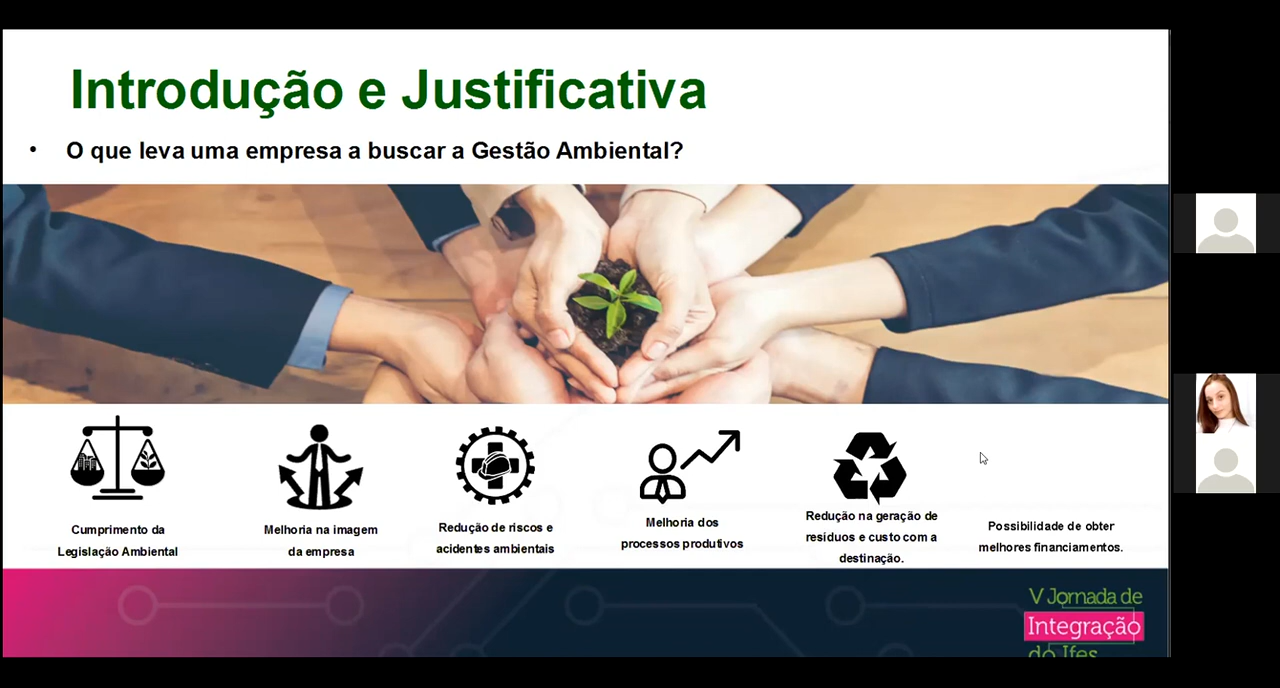 Introdução e Justificativa
• O que leva uma empresa a buscar a Gestão Ambiental?
Cumprimento da
Legislação Ambiental
Melhoria na imagem
da empresa
Redução de riscos e
acidentes ambientais
Melhoria dos
processos produtivos
Redução na geração de
resíduos e custo com a
destinação.
Possibilidade de obter
melhores financiamentos.
V Jornada de
Integração
do Ifes